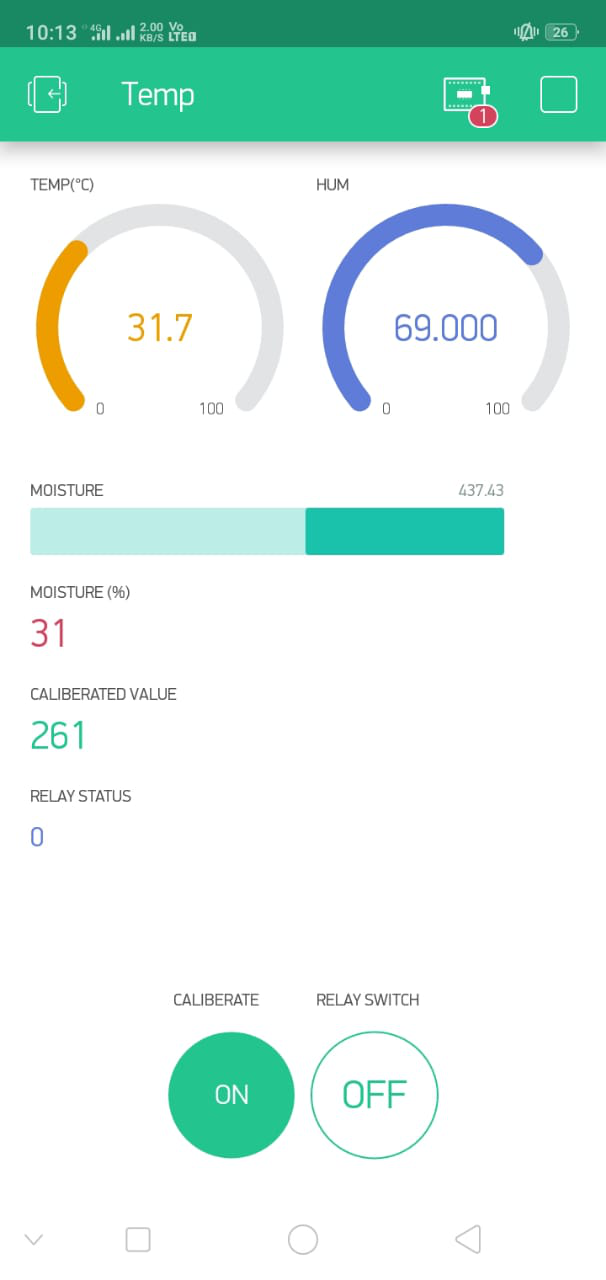 10:13 4G 2.00 KB/S Vo LTE 26
Temp
1
TEMP(°C) HUM
31.7 69.000
0 100 0 100
MOISTURE 437.43
MOISTURE (%)
31
CALIBERATED VALUE
261
RELAY STATUS
0
CALIBERATE RELAY SWITCH
ON OFF